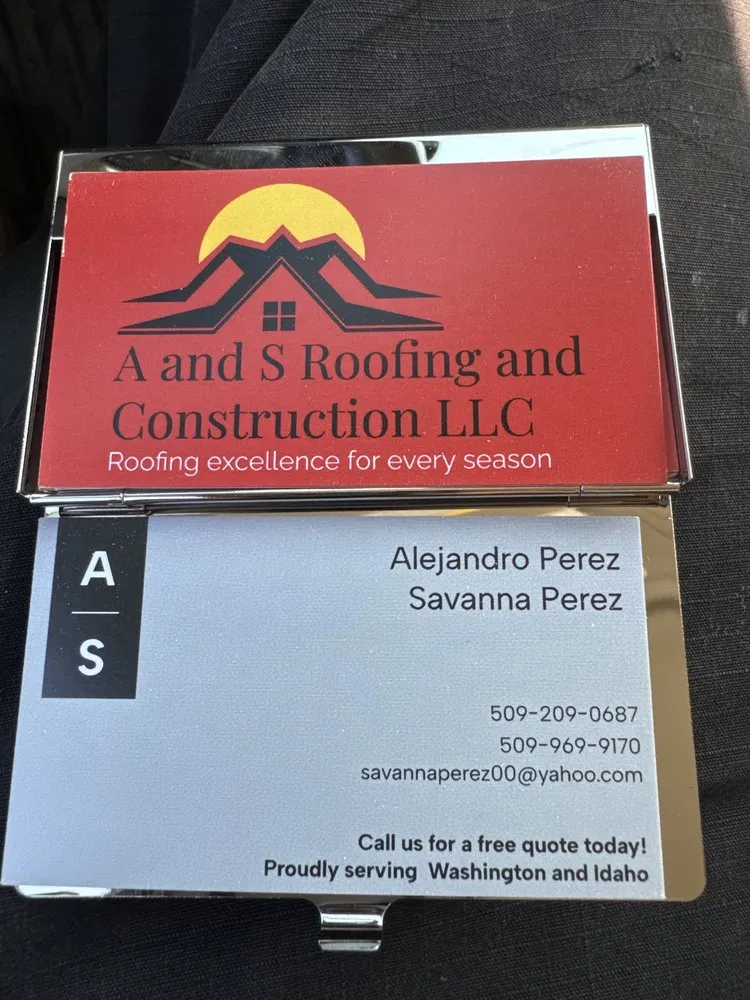 A and S Roofing and
Construction LLC
Roofing excellence for every season
A
S
Alejandro Perez
Savanna Perez
509-209-0687
509-969-9170
savannaperez00@yahoo.com
Call us for a free quote today!
Proudly serving Washington and Idaho